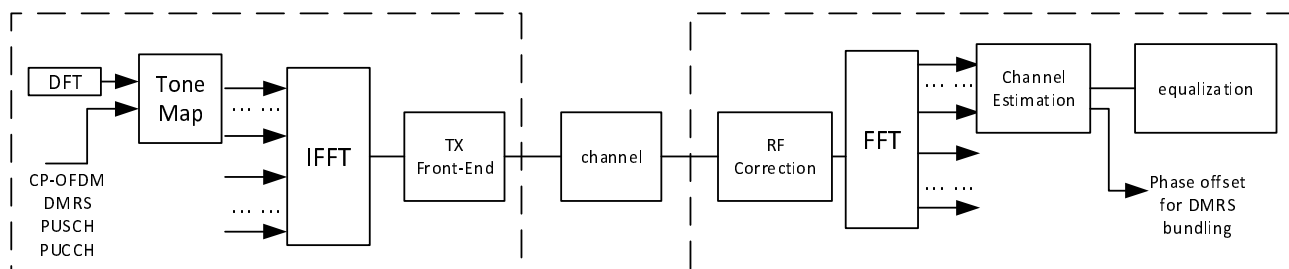 DFT
Tone
Map
CP-OFDM
DMRS
PUSCH
PUCCH
... ...
... ...
IFFT
TX
Front-End
channel
RF
Correction
FFT
... ...
... ...
Channel
Estimation
equalization
Phase offset
for DMRS
bundling